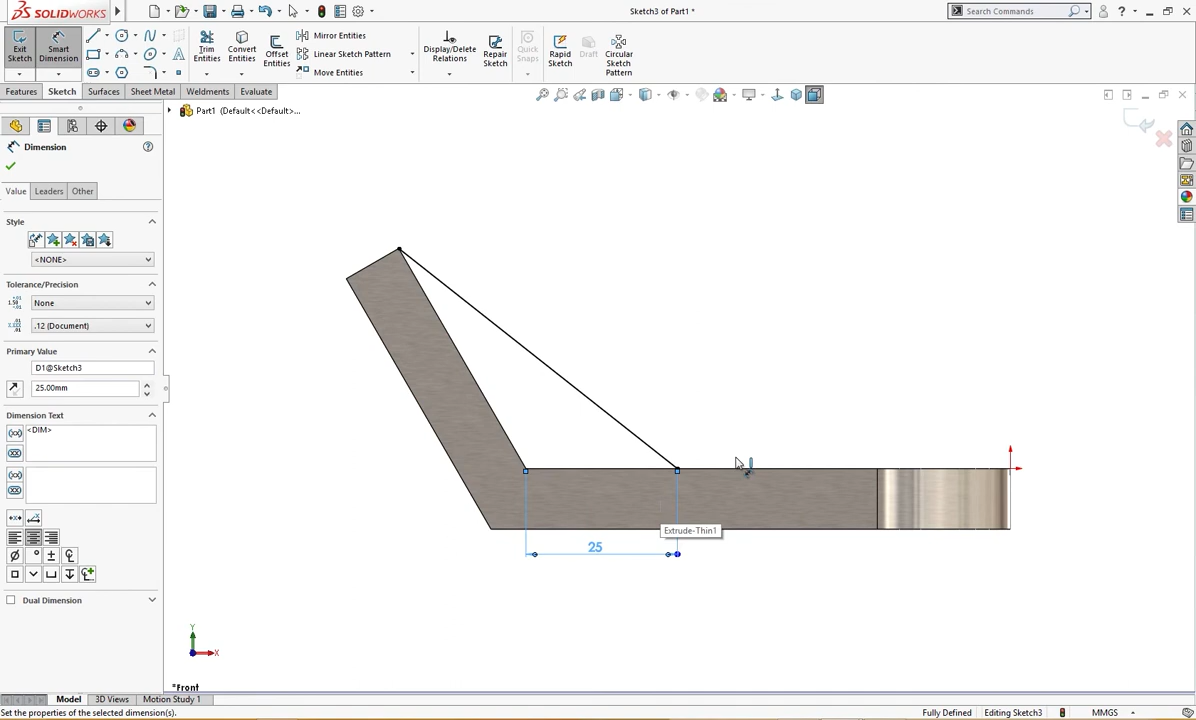 SOLIDWORKS
Sketch3 of Part1 *
Search Commands
Exit Sketch
Smart Dimension
Trim Entities
Convert Entities
Offset Entities
Mirror Entities
Linear Sketch Pattern
Move Entities
Display/Delete Relations
Repair Sketch
Quick Snaps
Rapid Sketch
Draft
Circular Sketch Pattern
Features
Sketch
Surfaces
Sheet Metal
Weldments
Evaluate
Part1 (Default<<Default>...
Dimension
Value
Leaders
Other
Style
<NONE>
Tolerance/Precision
None
.12 (Document)
Primary Value
D1@Sketch3
25.00mm
Dimension Text
<DIM>
Dual Dimension
Extrude-Thin1
25
Y
X
*Front
Model
3D Views
Motion Study 1
Set the properties of the selected dimension(s).
Fully Defined
Editing Sketch3
MMGS